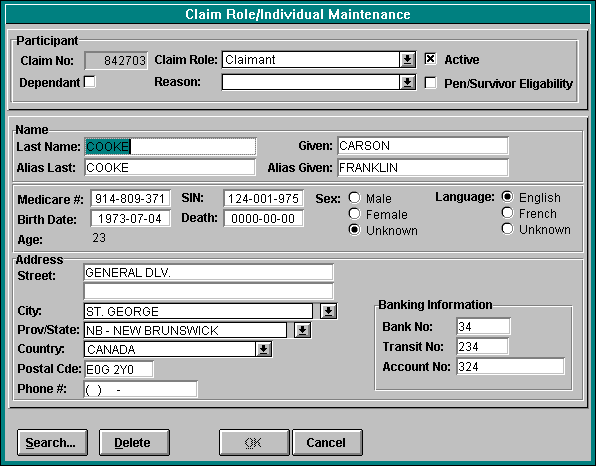 Claim Role/Individual Maintenance
Participant
Claim No: 842703 Claim Role: Claimant Active
Dependant Reason: Pen/Survivor Eligability
Name
Last Name: COOKE Given: CARSON
Alias Last: COOKE Alias Given: FRANKLIN
Medicare #: 914-809-371 SIN: 124-001-975 Sex: Male Language: English
Birth Date: 1973-07-04 Death: 0000-00-00 Female French
Age: 23 Unknown Unknown
Address
Street: GENERAL DLV.
City: ST. GEORGE
Prov/State: NB - NEW BRUNSWICK
Country: CANADA
Postal Cde: E0G 2Y0
Phone #: ( ) -
Banking Information
Bank No: 34
Transit No: 234
Account No: 324
Search... Delete OK Cancel